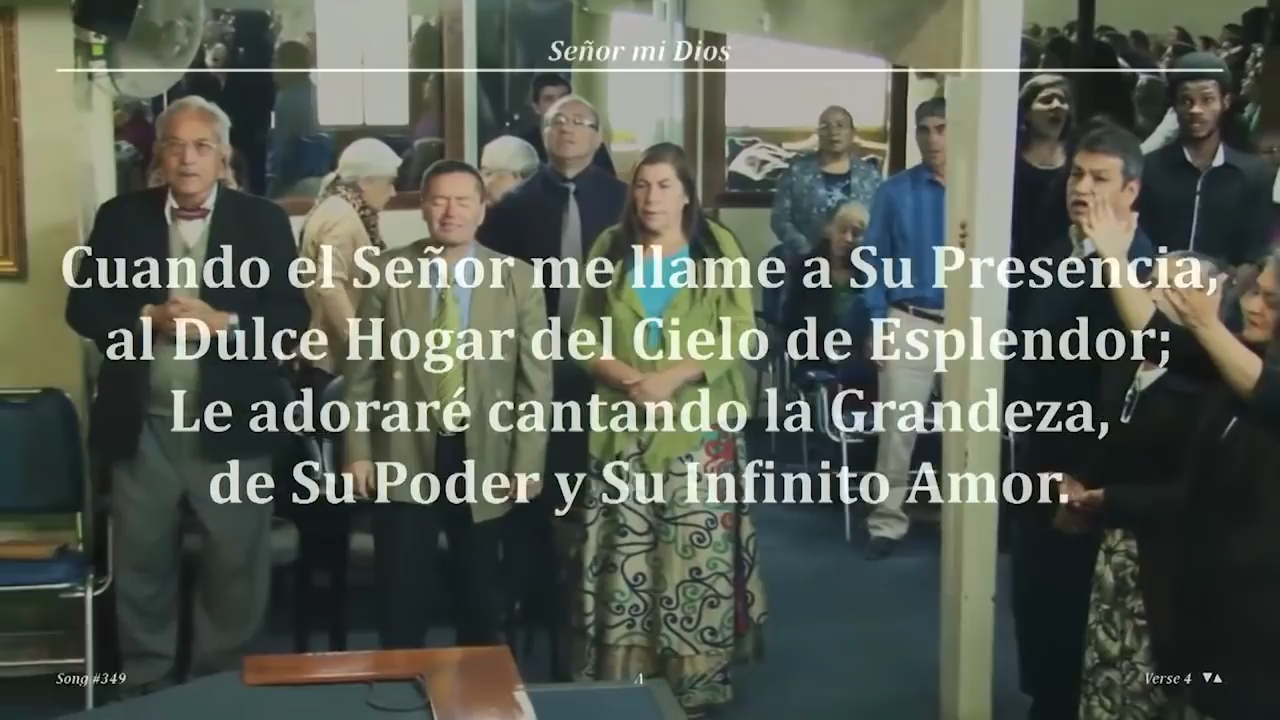 Señor mi Dios
Cuando el Señor me llame a Su Presencia,
al Dulce Hogar del Cielo de Esplendor;
Le adoraré cantando la Grandeza,
de Su Poder y Su Infinito Amor.
Song #349 A Verse 4 ▼▲